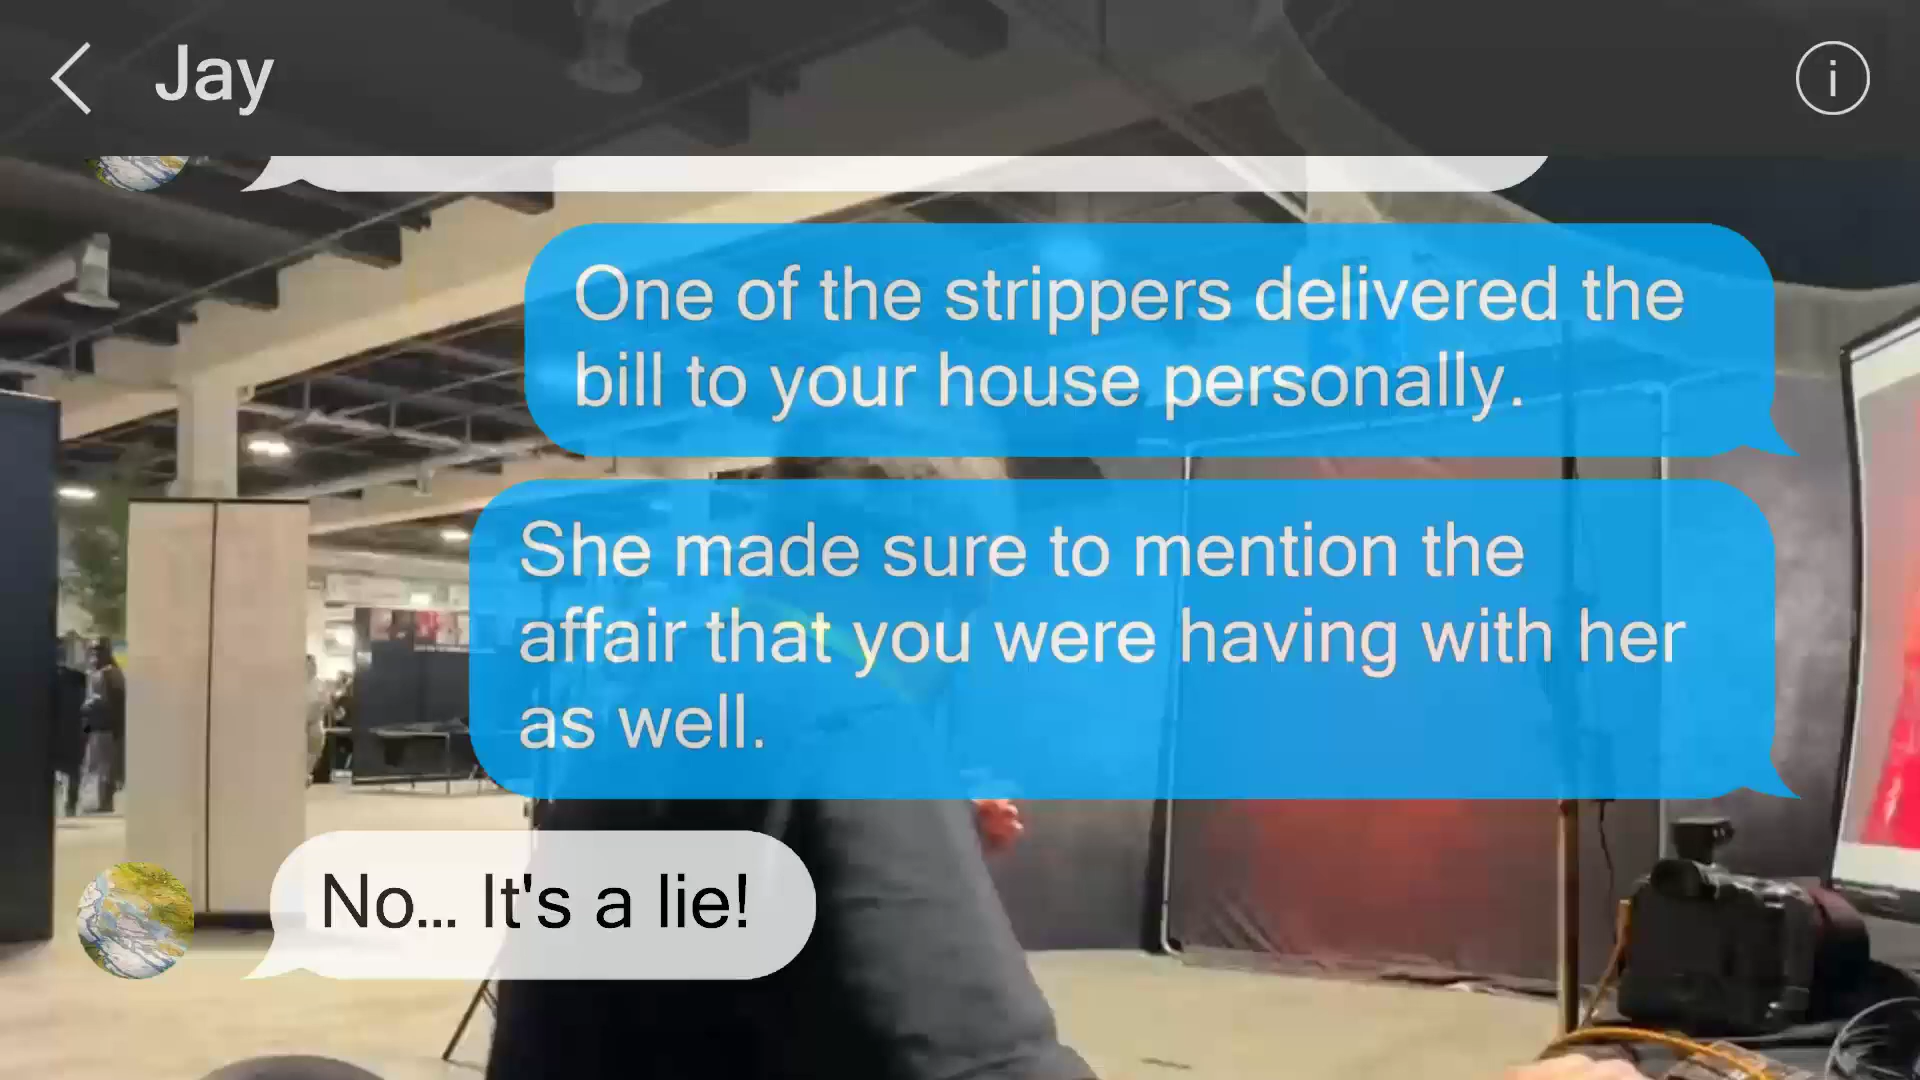 Jay
One of the strippers delivered the
bill to your house personally.
She made sure to mention the
affair that you were having with her
as well.
No... It's a lie!